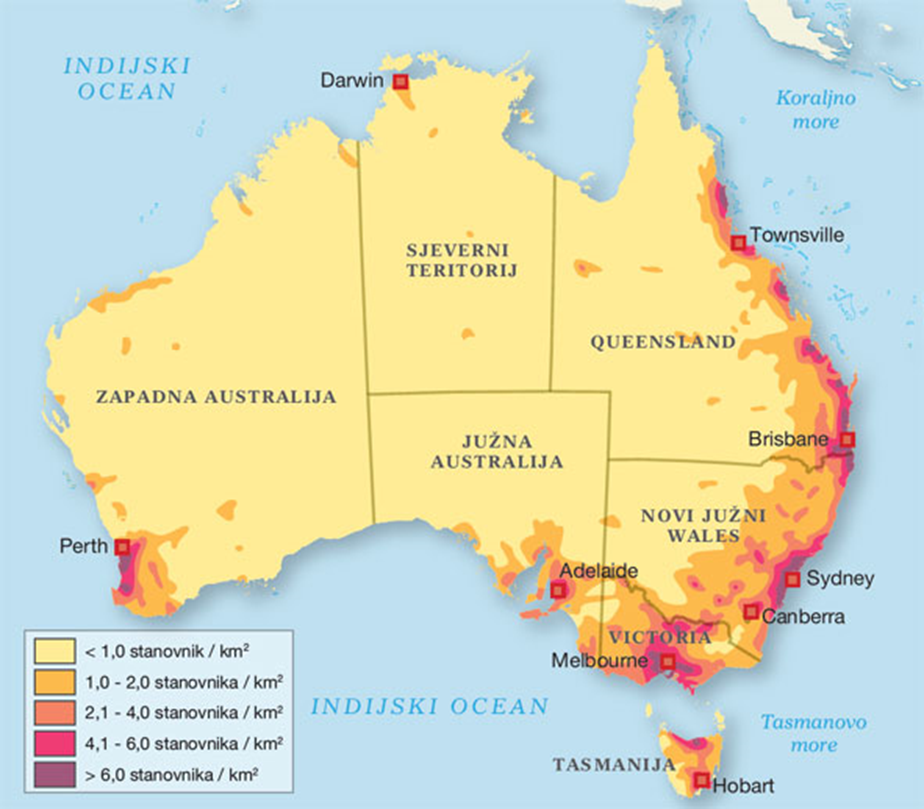 INDIJSKI
OCEAN
Darwin
Koraljno
more
Townsville
SJEVERNI
TERITORIJ
QUEENSLAND
ZAPADNA AUSTRALIJA
JUŽNA
AUSTRALIJA
Brisbane
NOVI JUŽNI
WALES
Perth
Adelaide
Sydney
Canberra
VICTORIA
Melbourne
< 1,0 stanovnik / km²
1,0 - 2,0 stanovnika / km²
2,1 - 4,0 stanovnika / km²
4,1 - 6,0 stanovnika / km²
> 6,0 stanovnika / km²
INDIJSKI OCEAN
Tasmanovo
more
TASMANIJA
Hobart